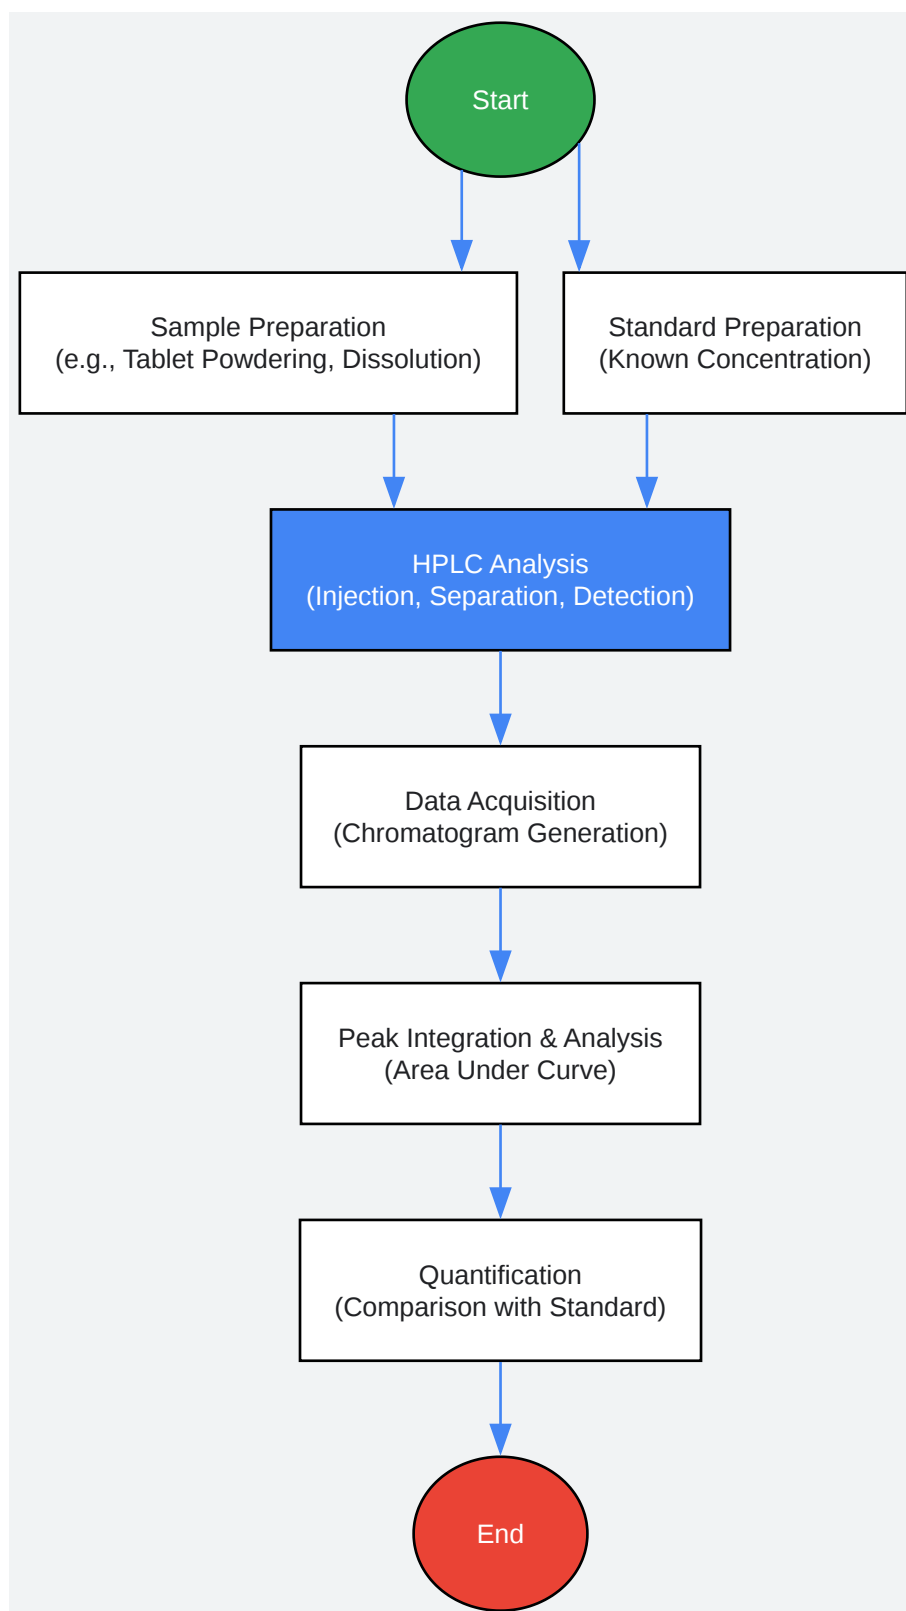 Start
Sample Preparation
(e.g., Tablet Powdering, Dissolution)
Standard Preparation
(Known Concentration)
HPLC Analysis
(Injection, Separation, Detection)
Data Acquisition
(Chromatogram Generation)
Peak Integration & Analysis
(Area Under Curve)
Quantification
(Comparison with Standard)
End